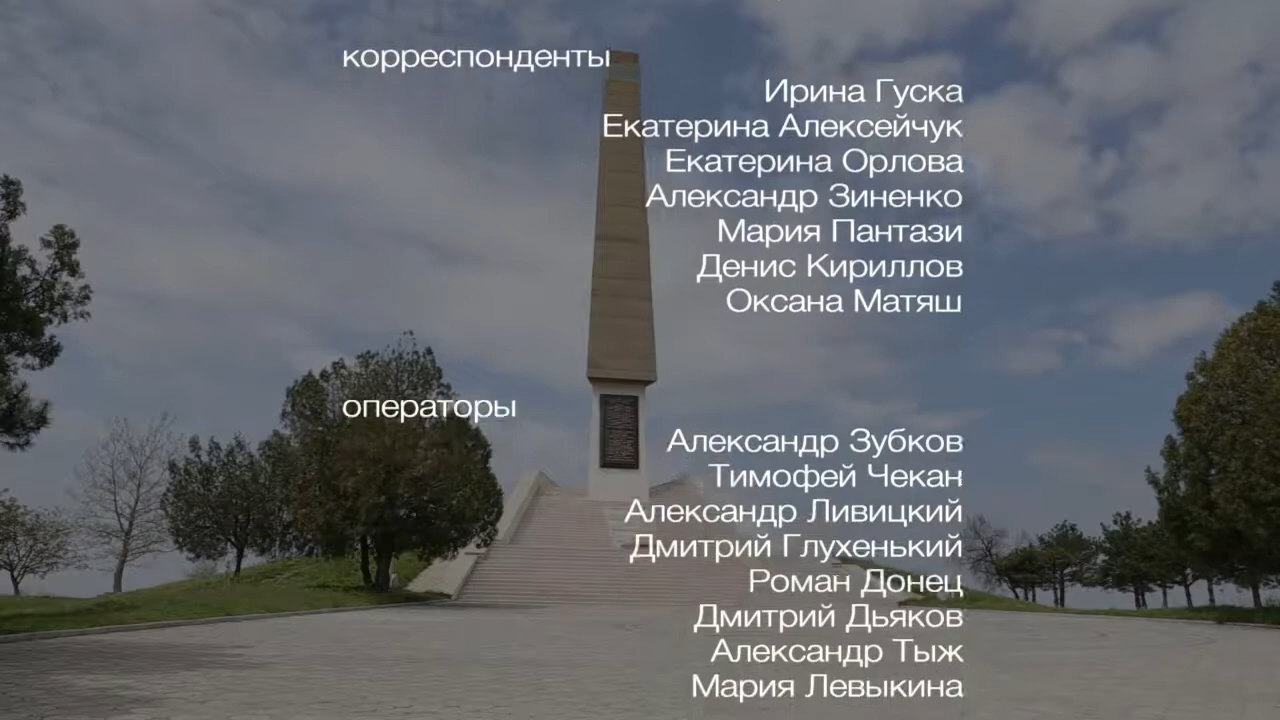 корреспонденты
Ирина Гуска
Екатерина Алексейчук
Екатерина Орлова
Александр Зиненко
Мария Пантази
Денис Кириллов
Оксана Матяш
операторы
Александр Зубков
Тимофей Чекан
Александр Ливицкий
Дмитрий Глухенький
Роман Донец
Дмитрий Дьяков
Александр Тыж
Мария Левыкина